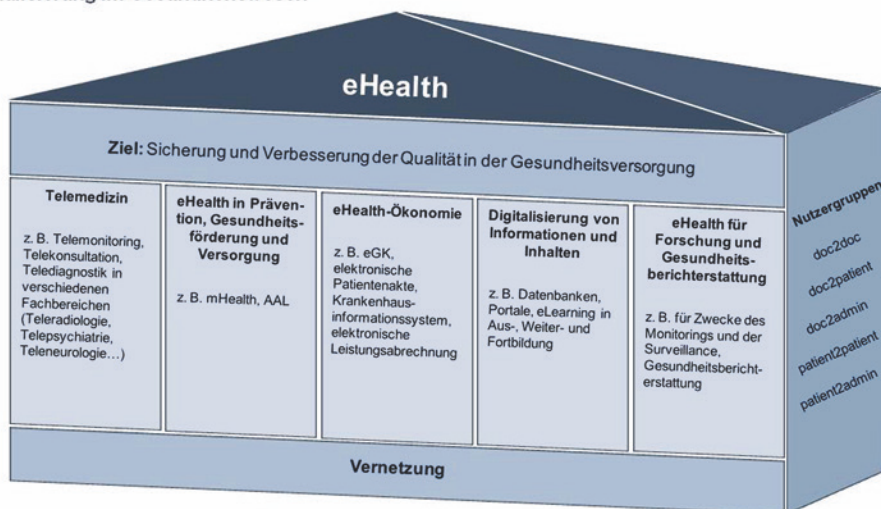 eHealth
Ziel: Sicherung und Verbesserung der Qualität in der Gesundheitsversorgung
Telemedizin
z. B. Telemonitoring,
Telekonsultation,
Telediagnostik in
verschiedenen
Fachbereichen
(Teleradiologie,
Telepsychiatrie,
Teleneurologie…)
eHealth in Präven-
tion, Gesundheits-
förderung und
Versorgung
z. B. mHealth, AAL
eHealth-Ökonomie
z. B. eGK,
elektronische
Patientenakte,
Krankenhaus-
informationssystem,
elektronische
Leistungsabrechnung
Digitalisierung von
Informationen und
Inhalten
z. B. Datenbanken,
Portale, eLearning in
Aus-, Weiter- und
Fortbildung
eHealth für
Forschung und
Gesundheits-
berichterstattung
z. B. für Zwecke des
Monitorings und der
Surveillance,
Gesundheitsbericht-
erstattung
Nutzergruppen
doc2doc
doc2patient
doc2admin
patient2patient
patient2admin
Vernetzung